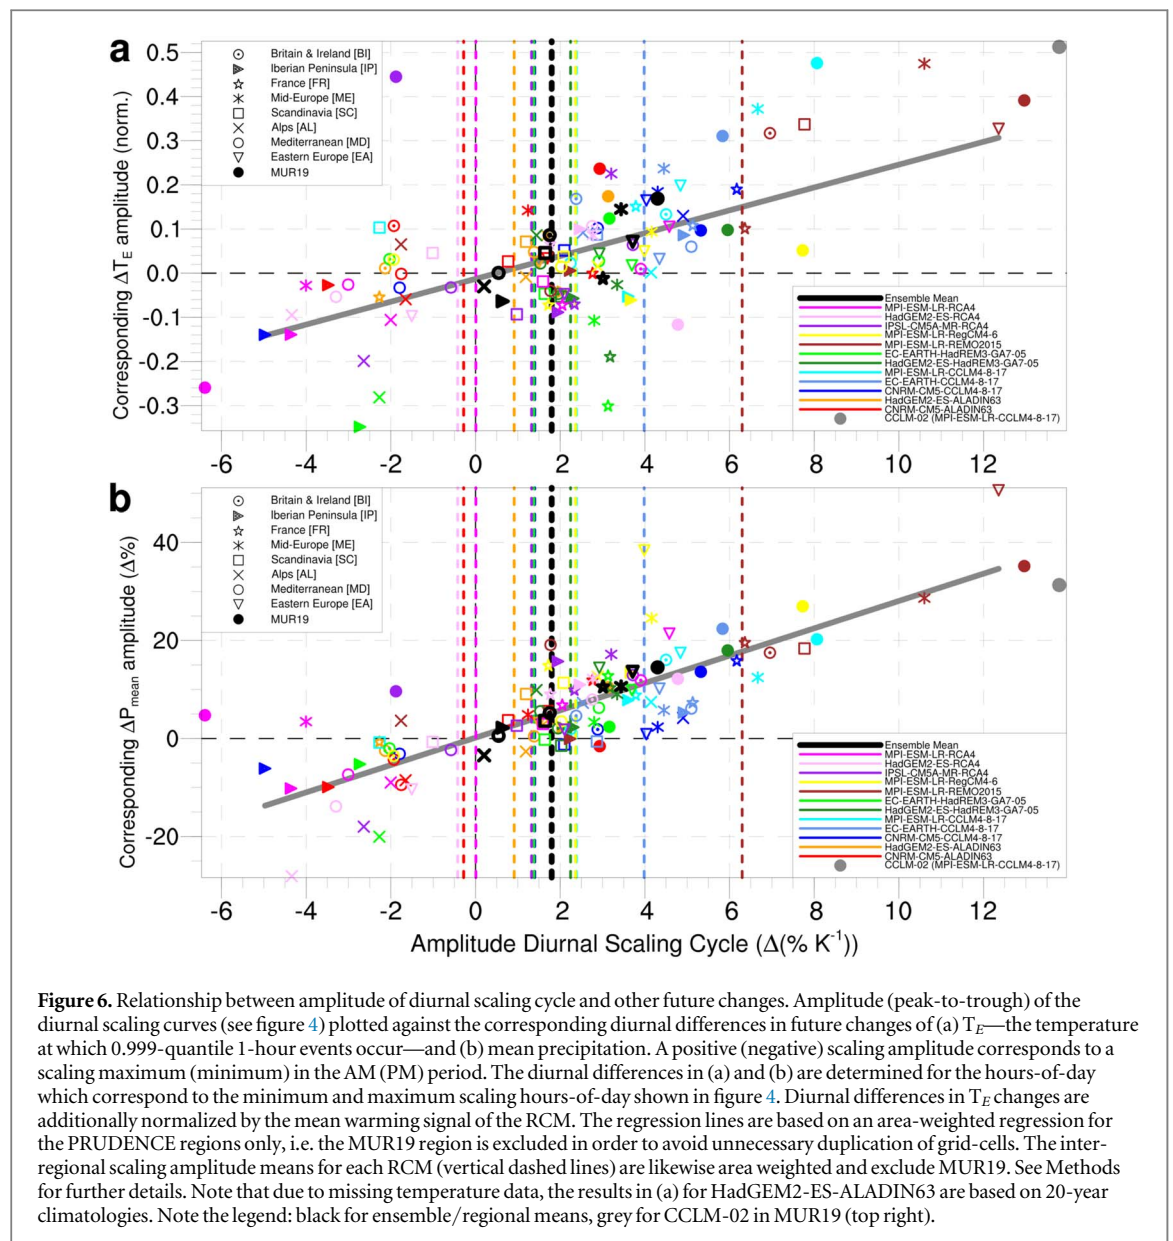 a
Corresponding ΔT_E amplitude (norm.)
0.5
0.4
0.3
0.2
0.1
0.0
-0.1
-0.2
-0.3
Britain & Ireland [BI]
Iberian Peninsula [IP]
France [FR]
Mid-Europe [ME]
Scandinavia [SC]
Alps [AL]
Mediterranean [MD]
Eastern Europe [EA]
MUR19
Ensemble Mean
MPI-ESM-LR-RCA4
HadGEM2-ES-RCA4
IPSL-CM5A-MR-RCA4
MPI-ESM-LR-RegCM4-6
MPI-ESM-LR-REMO2015
EC-EARTH-HadREM3-GA7-05
HadGEM2-ES-HadREM3-GA7-05
MPI-ESM-LR-CCLM4-8-17
EC-EARTH-CCLM4-8-17
CNRM-CM5-CCLM4-8-17
HadGEM2-ES-ALADIN63
CNRM-CM5-ALADIN63
CCLM-02 (MPI-ESM-LR-CCLM4-8-17)
-6 -4 -2 0 2 4 6 8 10 12
b
Corresponding ΔP_mean amplitude (Δ%)
40
20
0
-20
Britain & Ireland [BI]
Iberian Peninsula [IP]
France [FR]
Mid-Europe [ME]
Scandinavia [SC]
Alps [AL]
Mediterranean [MD]
Eastern Europe [EA]
MUR19
Ensemble Mean
MPI-ESM-LR-RCA4
HadGEM2-ES-RCA4
IPSL-CM5A-MR-RCA4
MPI-ESM-LR-RegCM4-6
MPI-ESM-LR-REMO2015
EC-EARTH-HadREM3-GA7-05
HadGEM2-ES-HadREM3-GA7-05
MPI-ESM-LR-CCLM4-8-17
EC-EARTH-CCLM4-8-17
CNRM-CM5-CCLM4-8-17
HadGEM2-ES-ALADIN63
CNRM-CM5-ALADIN63
CCLM-02 (MPI-ESM-LR-CCLM4-8-17)
-6 -4 -2 0 2 4 6 8 10 12
Amplitude Diurnal Scaling Cycle (Δ(% K⁻¹))
Figure 6. Relationship between amplitude of diurnal scaling cycle and other future changes. Amplitude (peak-to-trough) of the
diurnal scaling curves (see figure 4) plotted against the corresponding diurnal differences in future changes of (a) T_E—the temperature
at which 0.999-quantile 1-hour events occur—and (b) mean precipitation. A positive (negative) scaling amplitude corresponds to a
scaling maximum (minimum) in the AM (PM) period. The diurnal differences in (a) and (b) are determined for the hours-of-day
which correspond to the minimum and maximum scaling hours-of-day shown in figure 4. Diurnal differences in T_E changes are
additionally normalized by the mean warming signal of the RCM. The regression lines are based on an area-weighted regression for
the PRUDENCE regions only, i.e. the MUR19 region is excluded in order to avoid unnecessary duplication of grid-cells. The inter-
regional scaling amplitude means for each RCM (vertical dashed lines) are likewise area weighted and exclude MUR19. See Methods
for further details. Note that due to missing temperature data, the results in (a) for HadGEM2-ES-ALADIN63 are based on 20-year
climatologies. Note the legend: black for ensemble/regional means, grey for CCLM-02 in MUR19 (top right).